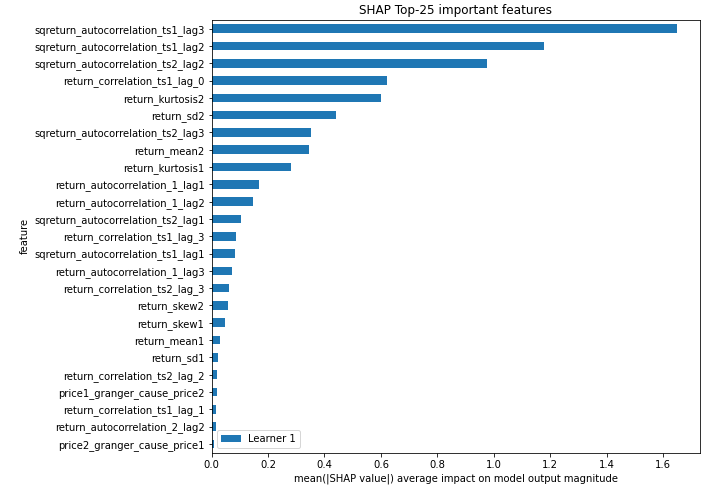 SHAP Top-25 important features
sqreturn_autocorrelation_ts1_lag3
sqreturn_autocorrelation_ts1_lag2
sqreturn_autocorrelation_ts2_lag2
return_correlation_ts1_lag_0
return_kurtosis2
return_sd2
sqreturn_autocorrelation_ts2_lag3
return_mean2
return_kurtosis1
return_autocorrelation_1_lag1
return_autocorrelation_1_lag2
sqreturn_autocorrelation_ts2_lag1
return_correlation_ts1_lag_3
sqreturn_autocorrelation_ts1_lag1
return_autocorrelation_1_lag3
return_correlation_ts2_lag_3
return_skew2
return_skew1
return_mean1
return_sd1
return_correlation_ts2_lag_2
price1_granger_cause_price2
return_correlation_ts1_lag_1
return_autocorrelation_2_lag2
price2_granger_cause_price1
feature
Learner 1
0.0 0.2 0.4 0.6 0.8 1.0 1.2 1.4 1.6
mean(|SHAP value|) average impact on model output magnitude